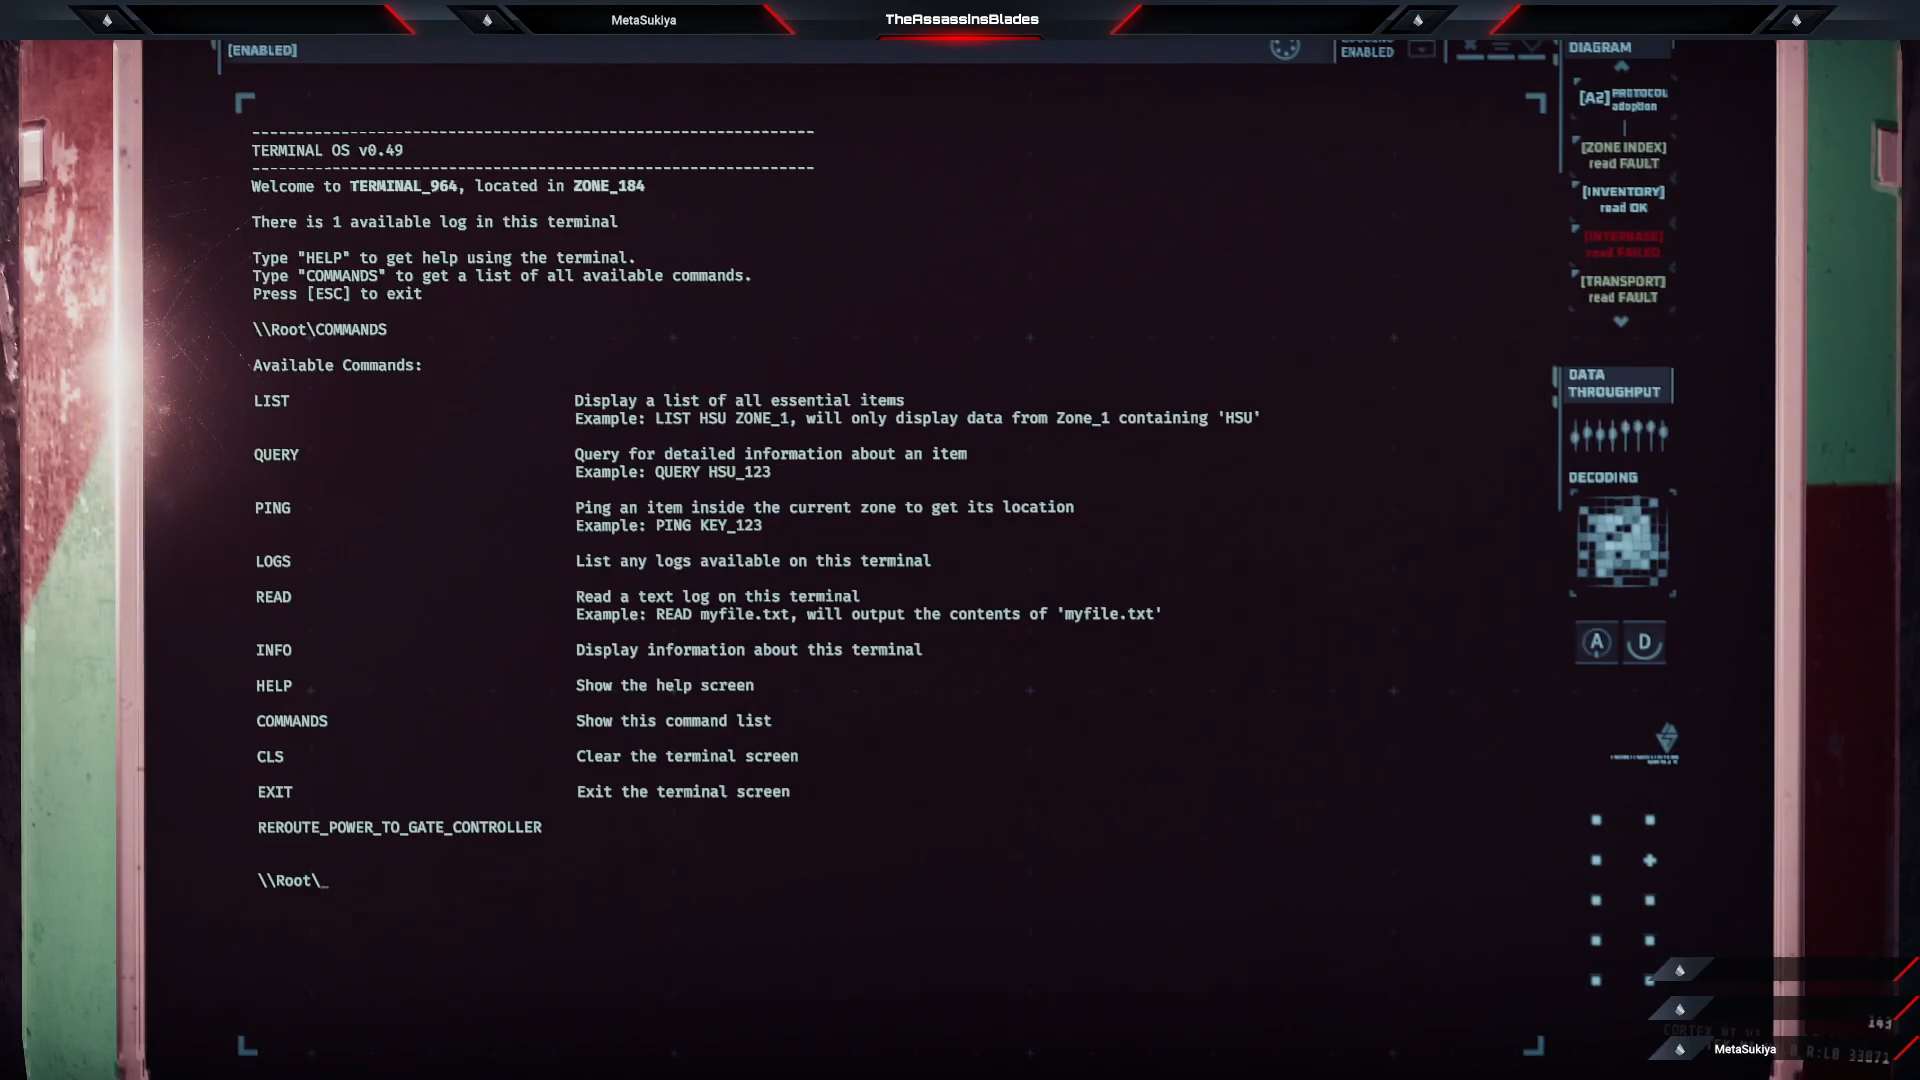 MetaSukiya
TheAssassinsBlades
[ENABLED]
ENABLED
DIAGRAM
[A2] PROTOCOL
adoption
[ZONE INDEX]
read FAULT
[INVENTORY]
read OK
[INTERBASE]
read FAILED
[TRANSPORT]
read FAULT
DATA
THROUGHPUT
DECODING
A D
------------------------------------------------------------------
TERMINAL OS v0.49
------------------------------------------------------------------
Welcome to TERMINAL_964, located in ZONE_184
There is 1 available log in this terminal
Type "HELP" to get help using the terminal.
Type "COMMANDS" to get a list of all available commands.
Press [ESC] to exit
\\Root\COMMANDS
Available Commands:
LIST Display a list of all essential items
Example: LIST HSU ZONE_1, will only display data from Zone_1 containing 'HSU'
QUERY Query for detailed information about an item
Example: QUERY HSU_123
PING Ping an item inside the current zone to get its location
Example: PING KEY_123
LOGS List any logs available on this terminal
READ Read a text log on this terminal
Example: READ myfile.txt, will output the contents of 'myfile.txt'
INFO Display information about this terminal
HELP Show the help screen
COMMANDS Show this command list
CLS Clear the terminal screen
EXIT Exit the terminal screen
REROUTE_POWER_TO_GATE_CONTROLLER
\\Root\_
143
MetaSukiya
R:L0 33071